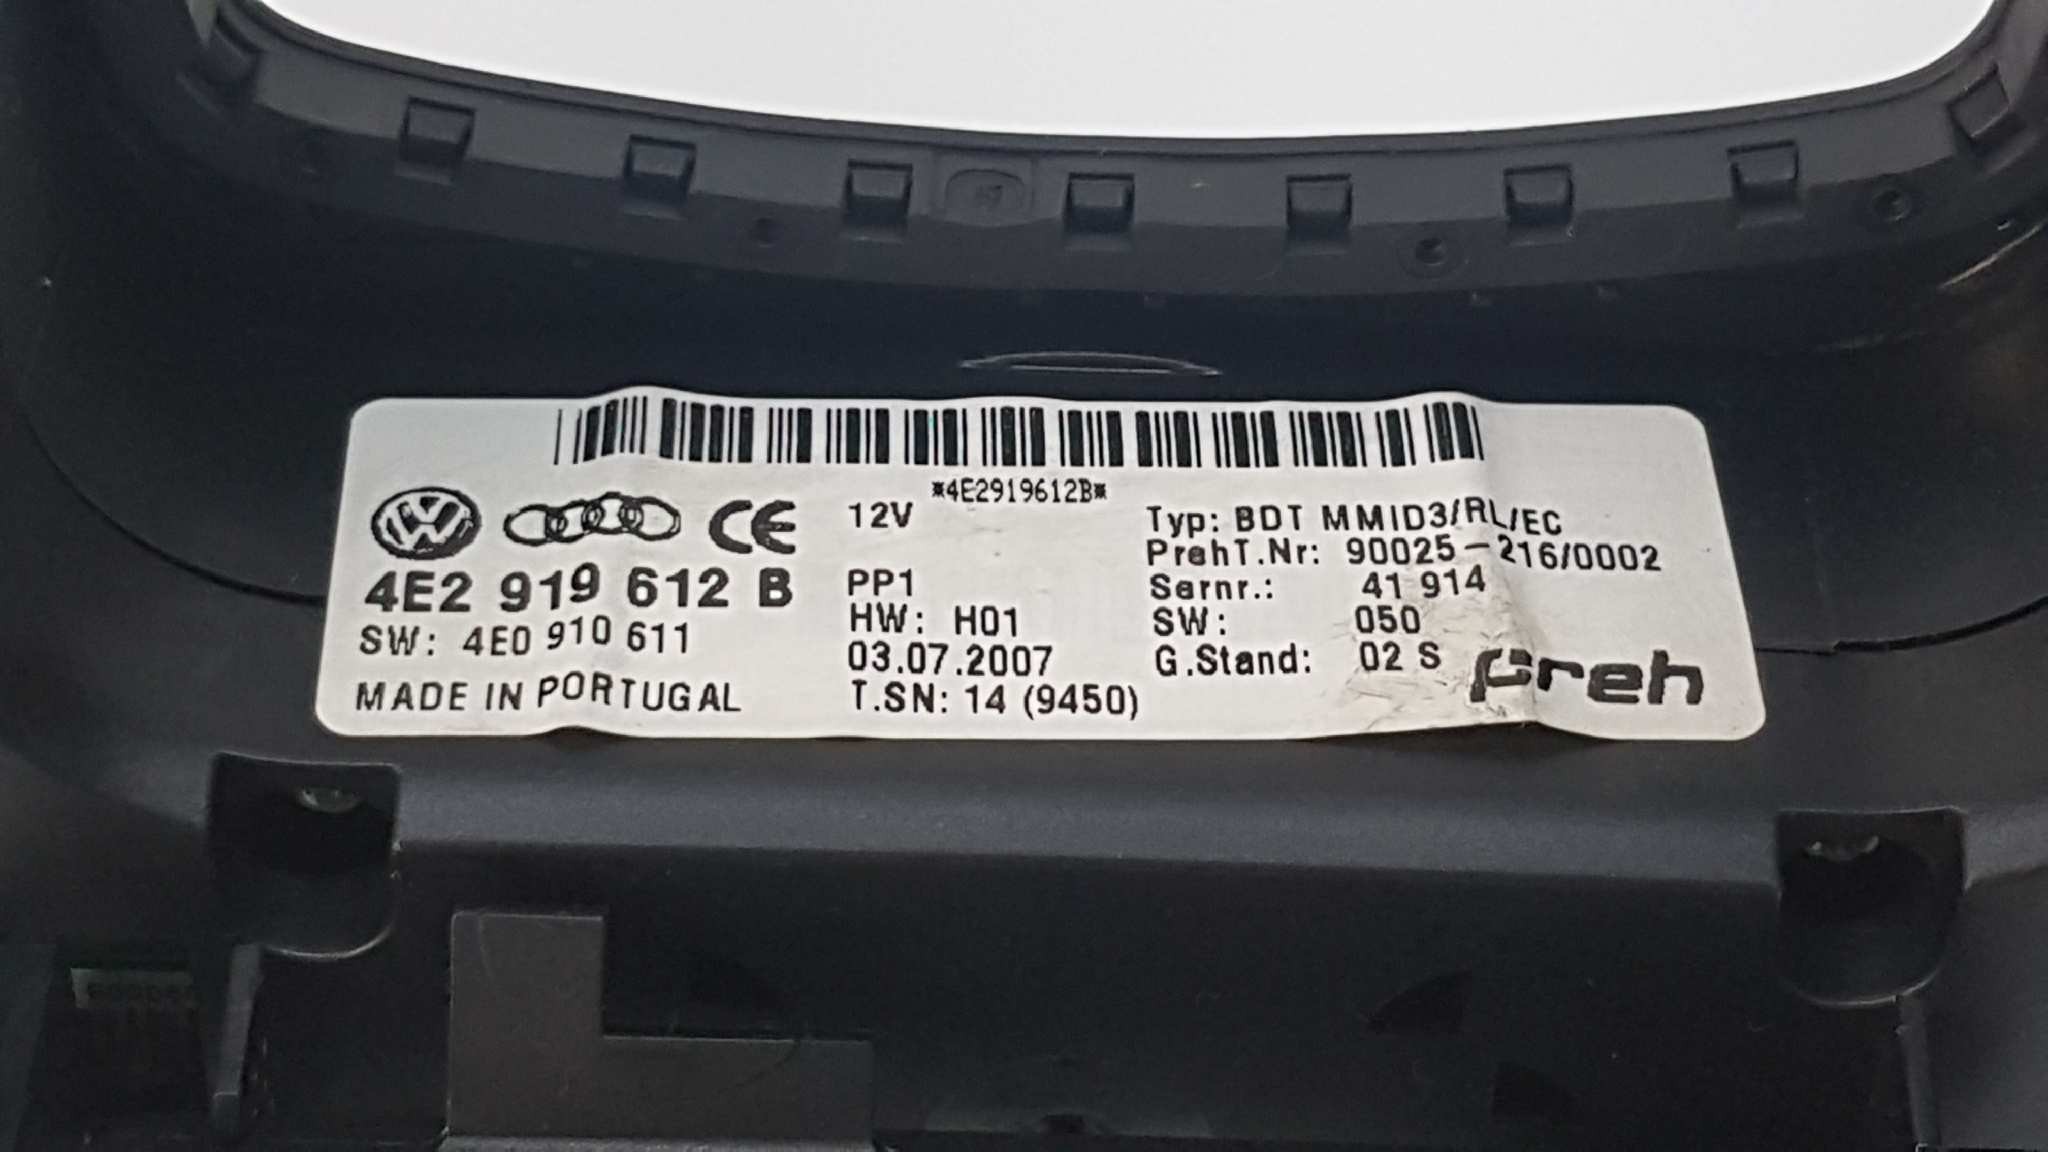 *4E2919612B*
CE
4E2 919 612 B
SW: 4E0 910 611
MADE IN PORTUGAL
12V
PP1
HW: H01
03.07.2007
T.SN: 14 (9450)
Typ: BDT MMID3/RL/EC
PrehT.Nr: 90025-216/0002
Sernr.: 41 914
SW: 050
G.Stand: 02 S
Preh